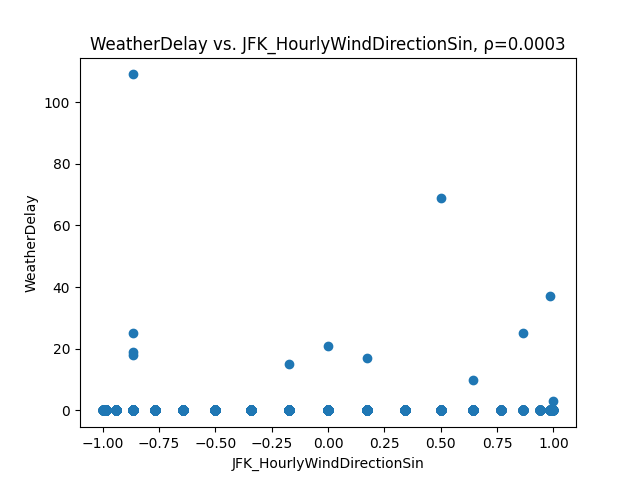 WeatherDelay vs. JFK_HourlyWindDirectionSin, ρ=0.0003
100
80
60
40
20
0
WeatherDelay
−1.00 −0.75 −0.50 −0.25 0.00 0.25 0.50 0.75 1.00
JFK_HourlyWindDirectionSin